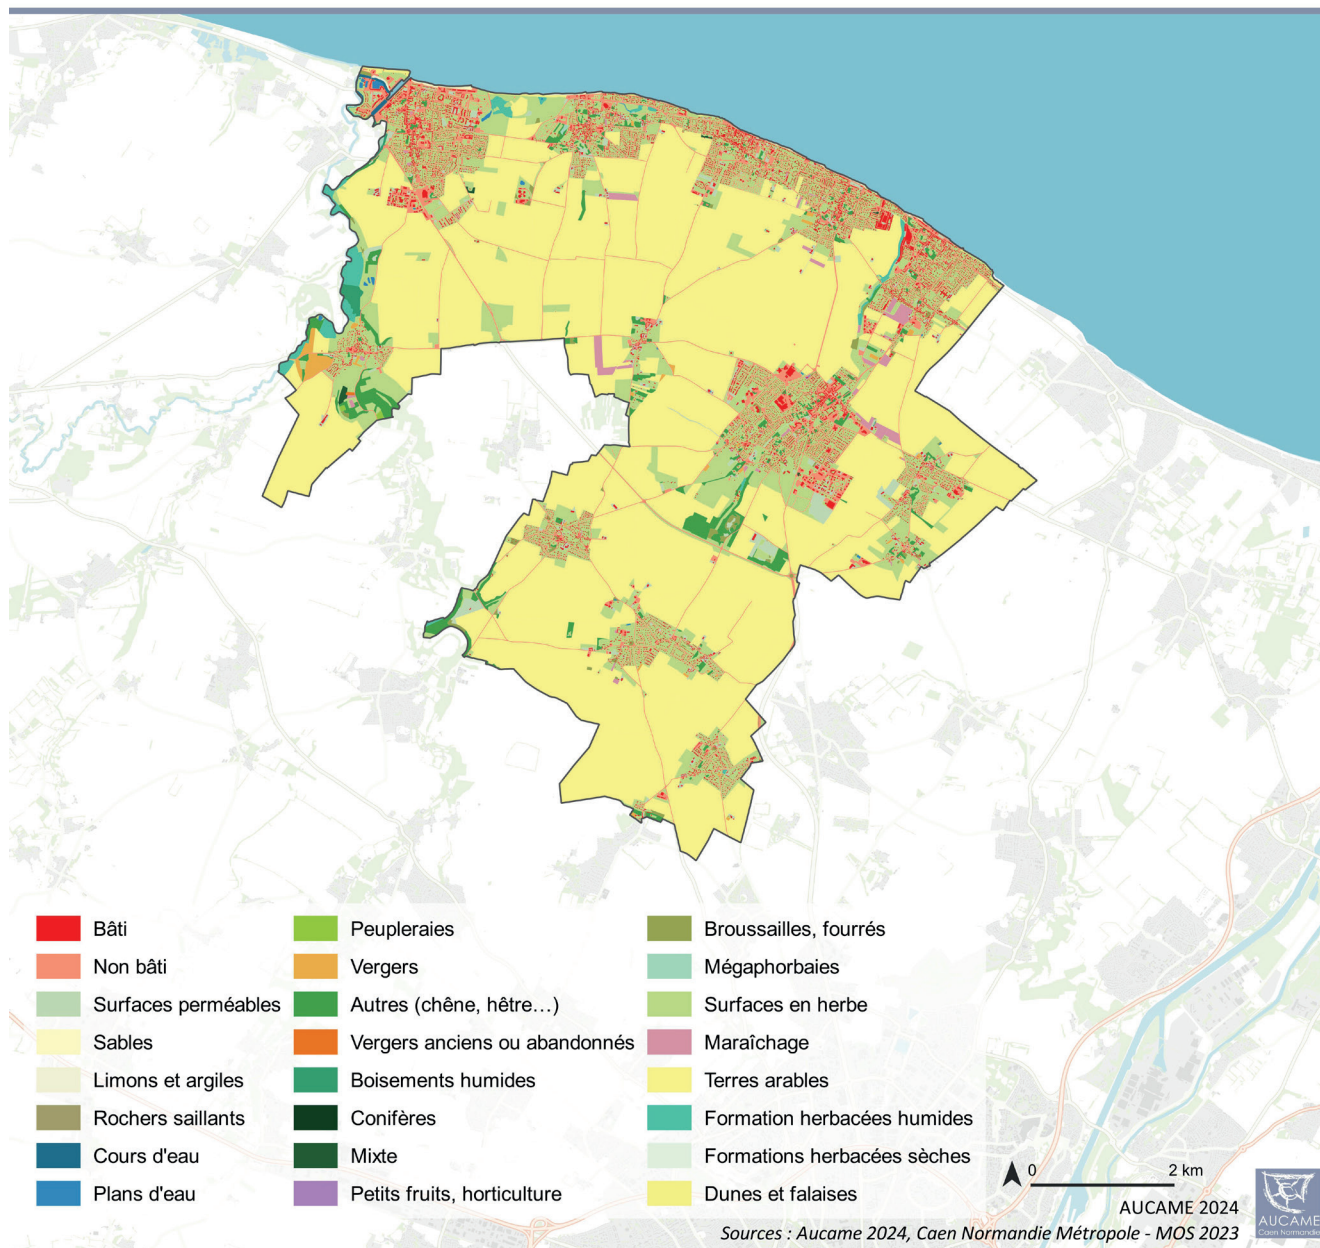 Bâti
Non bâti
Surfaces perméables
Sables
Limons et argiles
Rochers saillants
Cours d'eau
Plans d'eau
Peupleraies
Vergers
Autres (chêne, hêtre...)
Vergers anciens ou abandonnés
Boisements humides
Conifères
Mixte
Petits fruits, horticulture
Broussailles, fourrés
Mégaphorbaies
Surfaces en herbe
Maraîchage
Terres arables
Formation herbacées humides
Formations herbacées sèches
Dunes et falaises
0 2 km
AUCAME 2024
Sources : Aucame 2024, Caen Normandie Métropole - MOS 2023
AUCAME
Caen Normandie